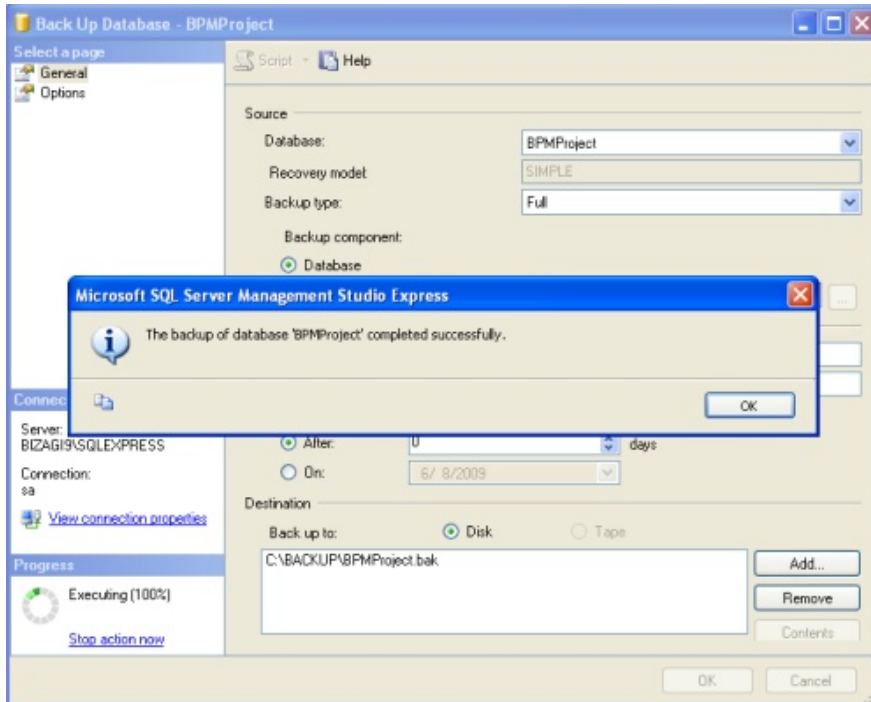 Back Up Database - BPMProject
Select a page
General
Options
Script
Help
Source
Database:
BPMProject
Recovery model:
SIMPLE
Backup type:
Full
Backup component:
Database
Microsoft SQL Server Management Studio Express
The backup of database 'BPMProject' completed successfully.
OK
Connec
Server:
BIZAGI9\SQLEXPRESS
Connection:
sa
View connection properties
After:
0
days
On:
6/ 8/2009
Destination
Back up to:
Disk
Tape
C:\BACKUP\BPMProject.bak
Add...
Remove
Contents
Progress
Executing (100%)
Stop action now
OK
Cancel